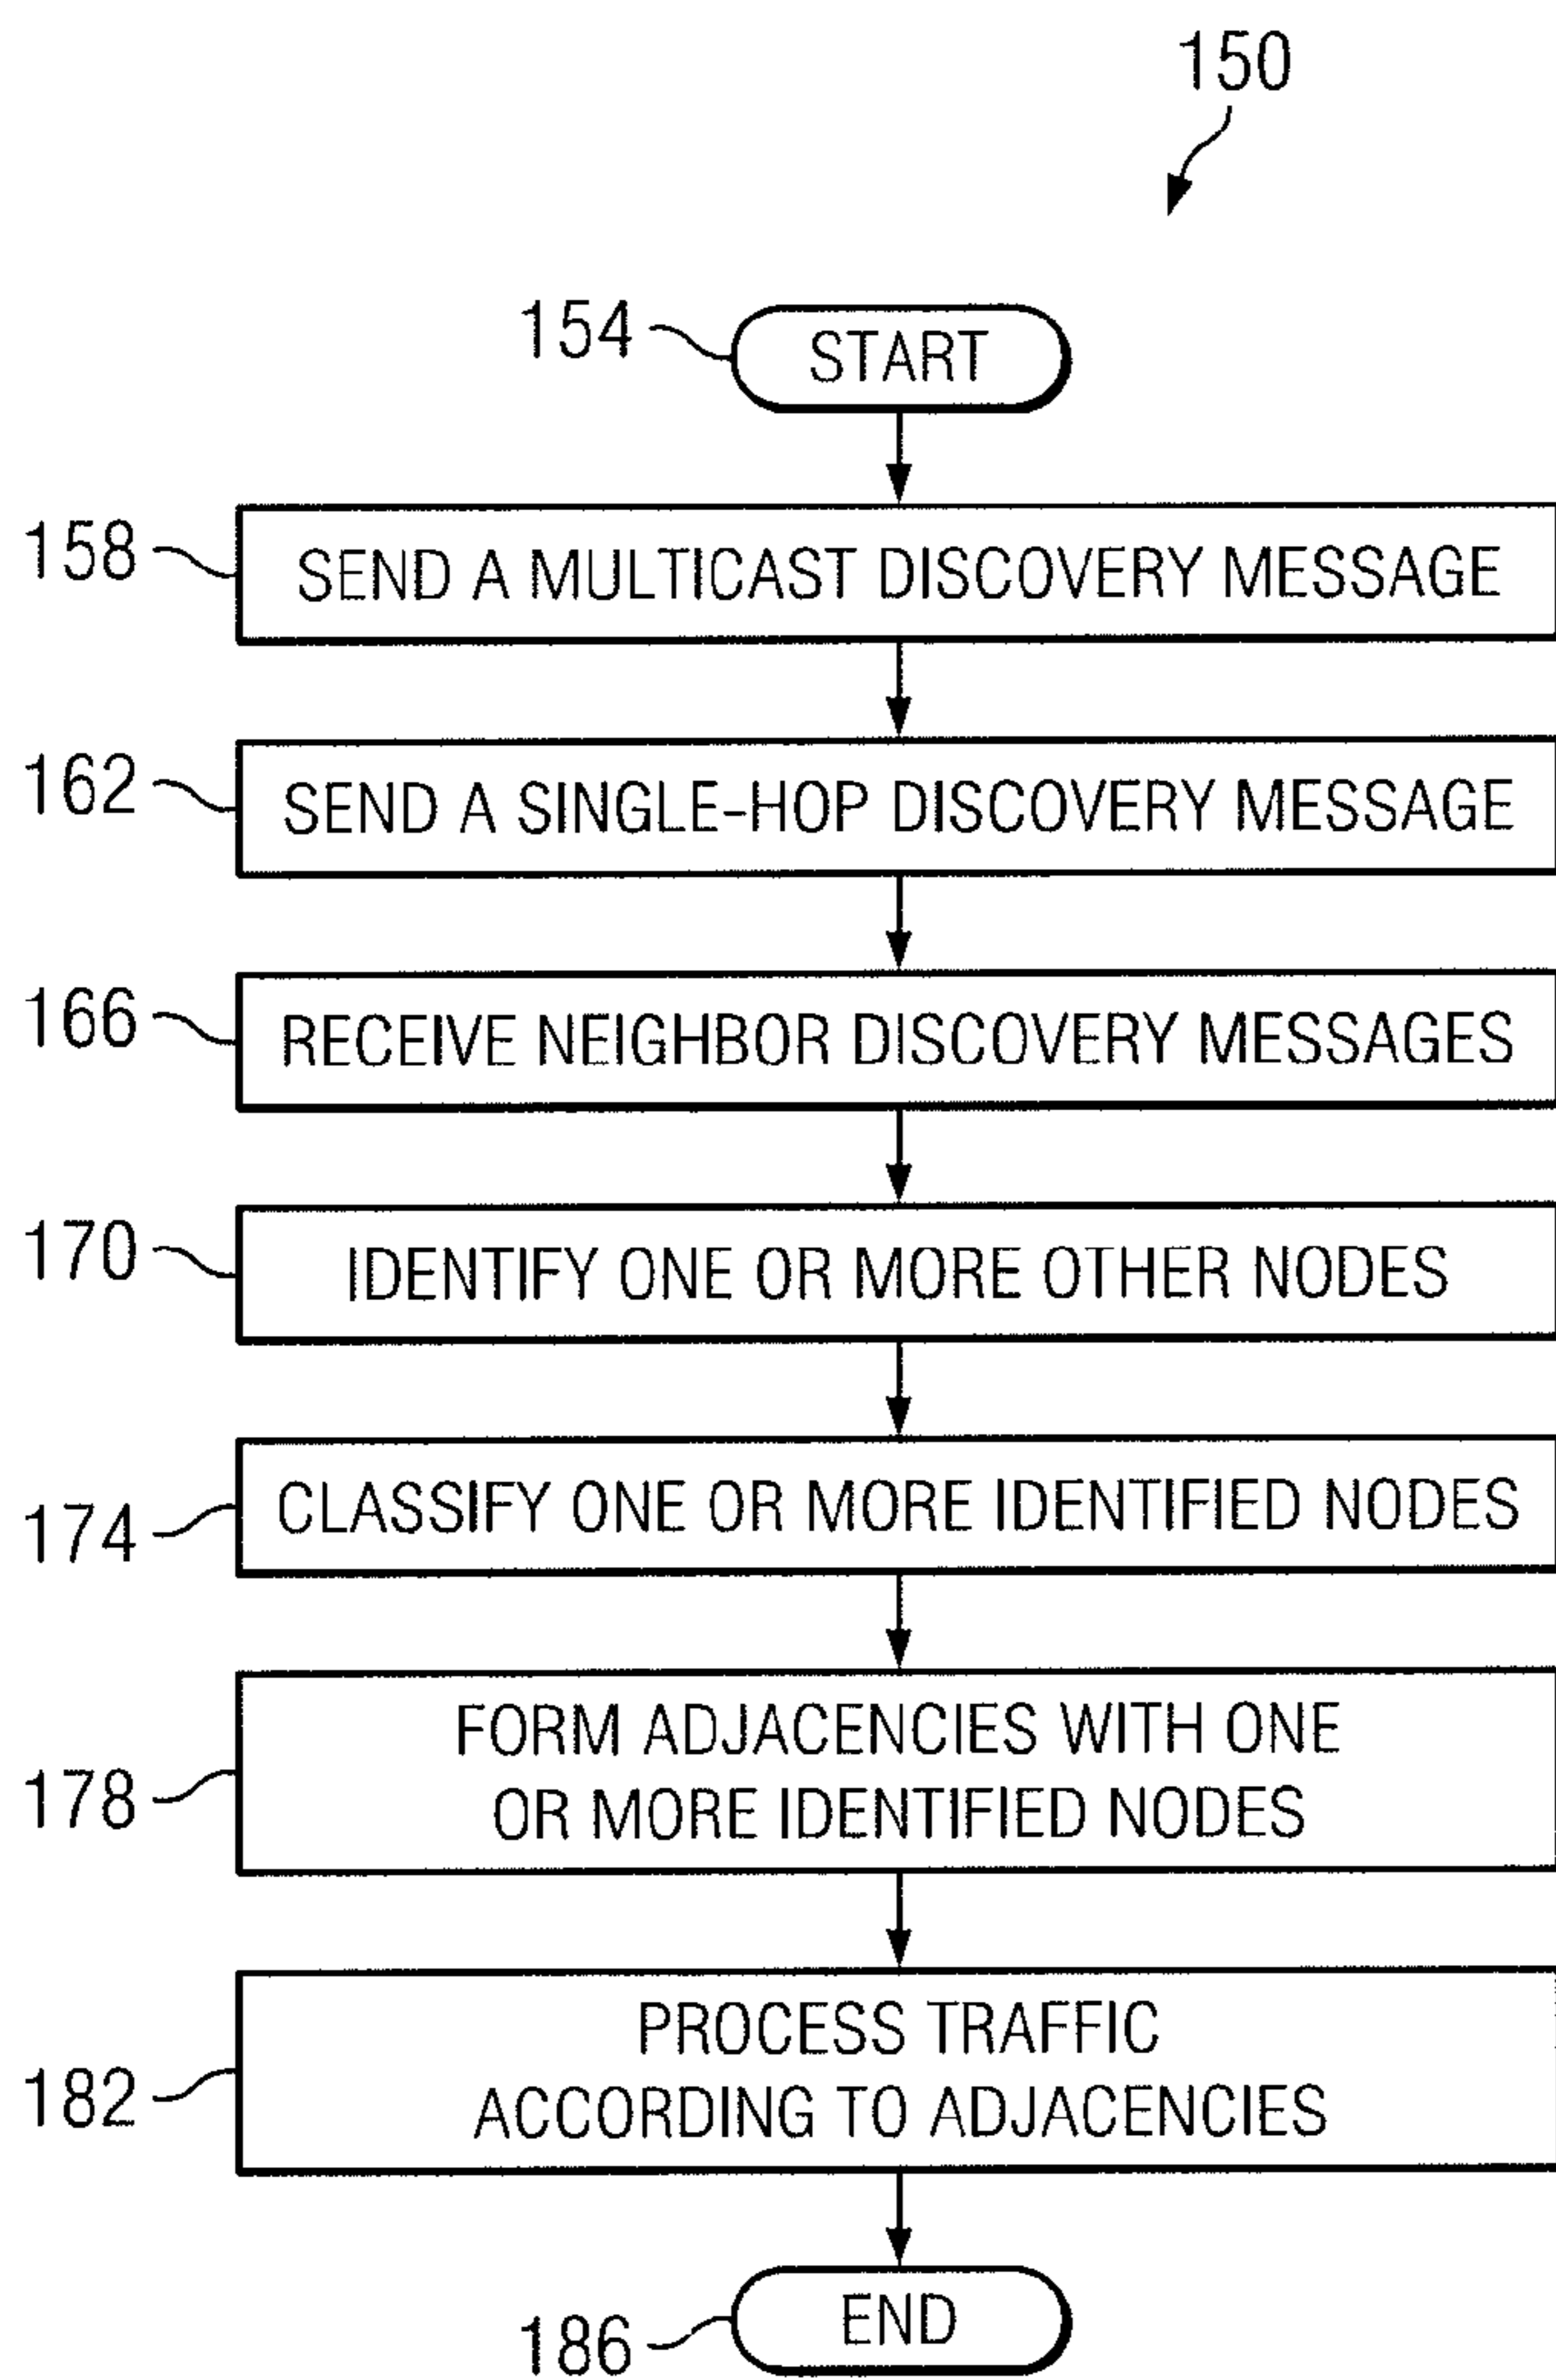 150
154
START
158
SEND A MULTICAST DISCOVERY MESSAGE
162
SEND A SINGLE-HOP DISCOVERY MESSAGE
166
RECEIVE NEIGHBOR DISCOVERY MESSAGES
170
IDENTIFY ONE OR MORE OTHER NODES
174
CLASSIFY ONE OR MORE IDENTIFIED NODES
178
FORM ADJACENCIES WITH ONE
OR MORE IDENTIFIED NODES
182
PROCESS TRAFFIC
ACCORDING TO ADJACENCIES
186
END